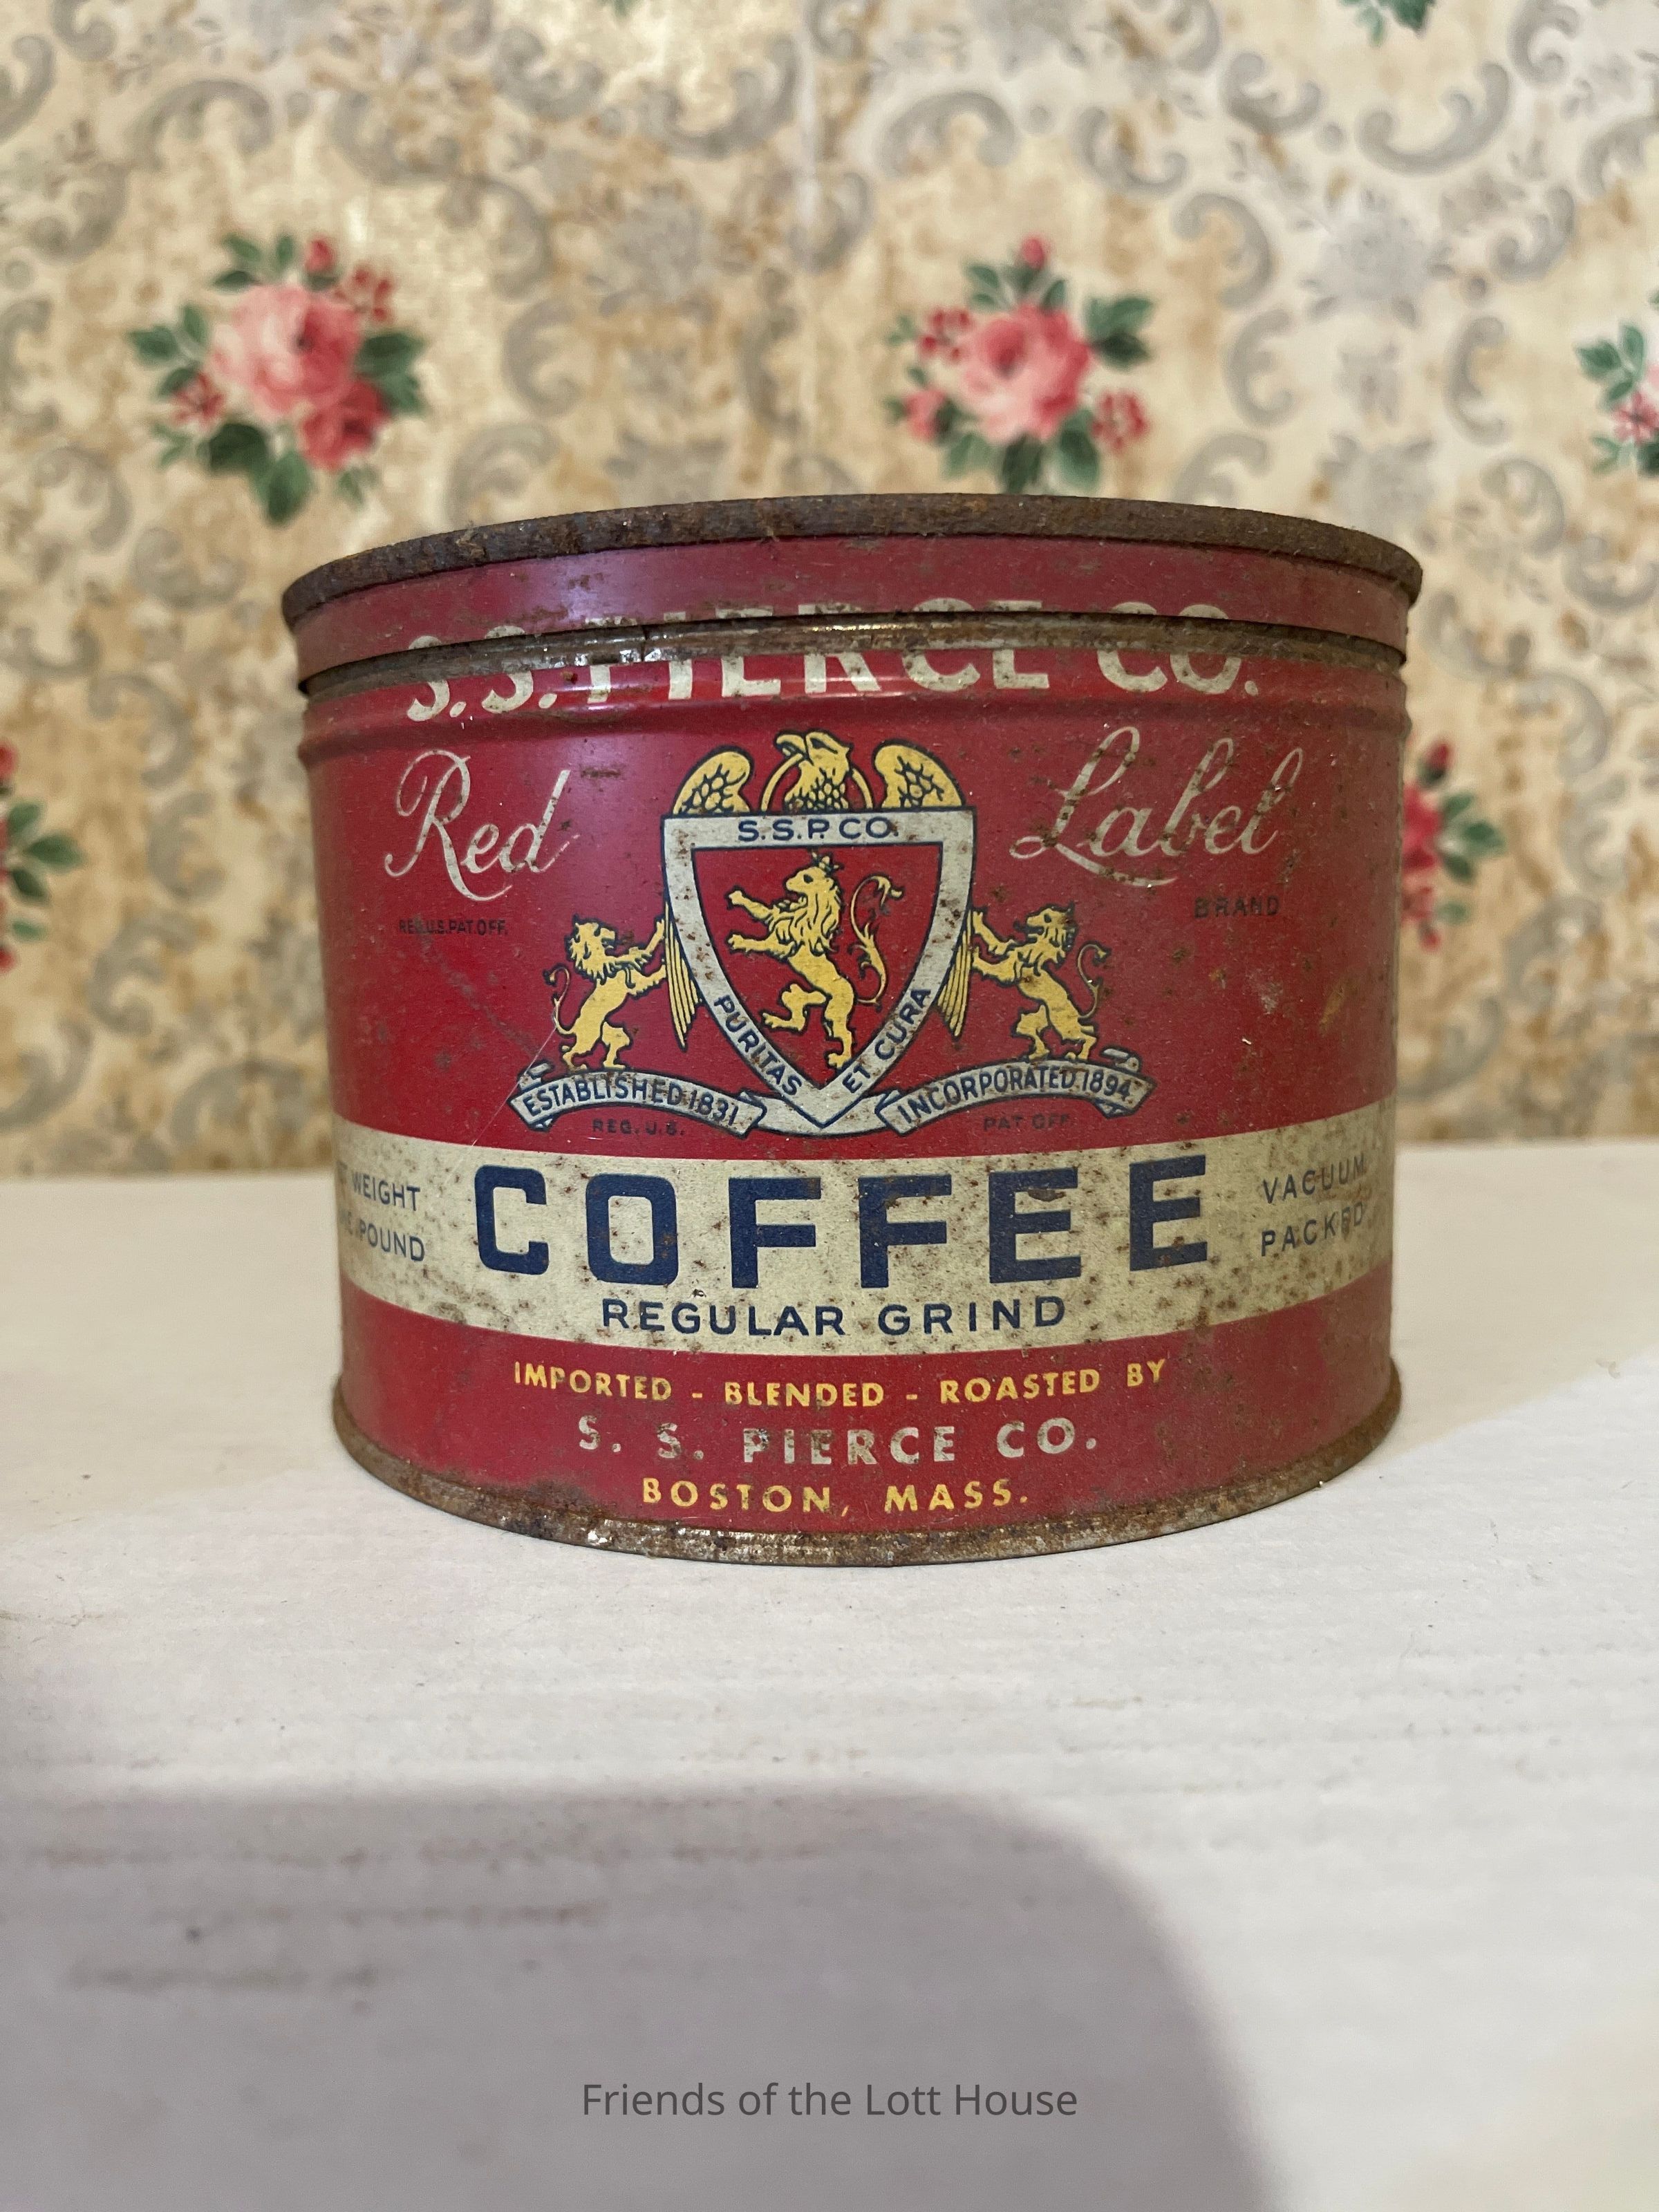 S.S. PIERCE CO.
Red Label
REG.U.S.PAT.OFF.
BRAND
S.S.P. CO.
PURITAS ET CURA
ESTABLISHED 1831.
INCORPORATED.1894.
REG. U.S. PAT OFF.
WEIGHT
POUND
COFFEE
VACUUM
PACKED
REGULAR GRIND
IMPORTED - BLENDED - ROASTED BY
S. S. PIERCE CO.
BOSTON, MASS.
Friends of the Lott House